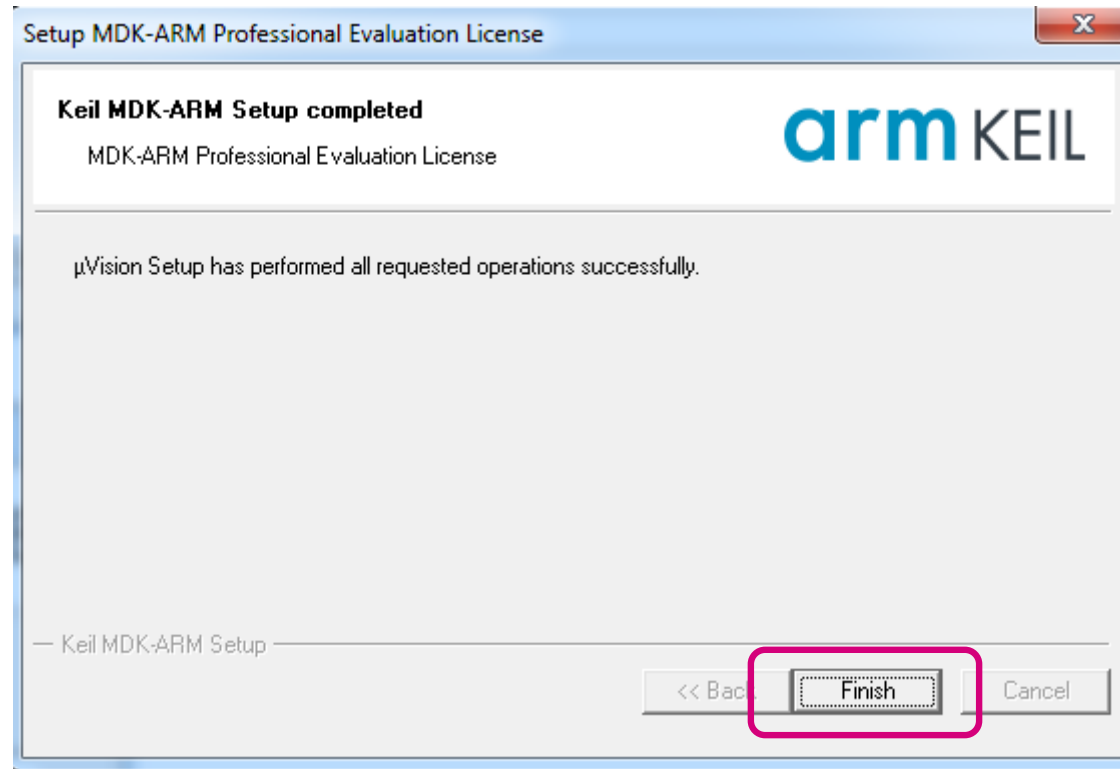 Setup MDK-ARM Professional Evaluation License
x
Keil MDK-ARM Setup completed
MDK-ARM Professional Evaluation License
arm KEIL
µVision Setup has performed all requested operations successfully.
Keil MDK-ARM Setup
<< Back Finish Cancel